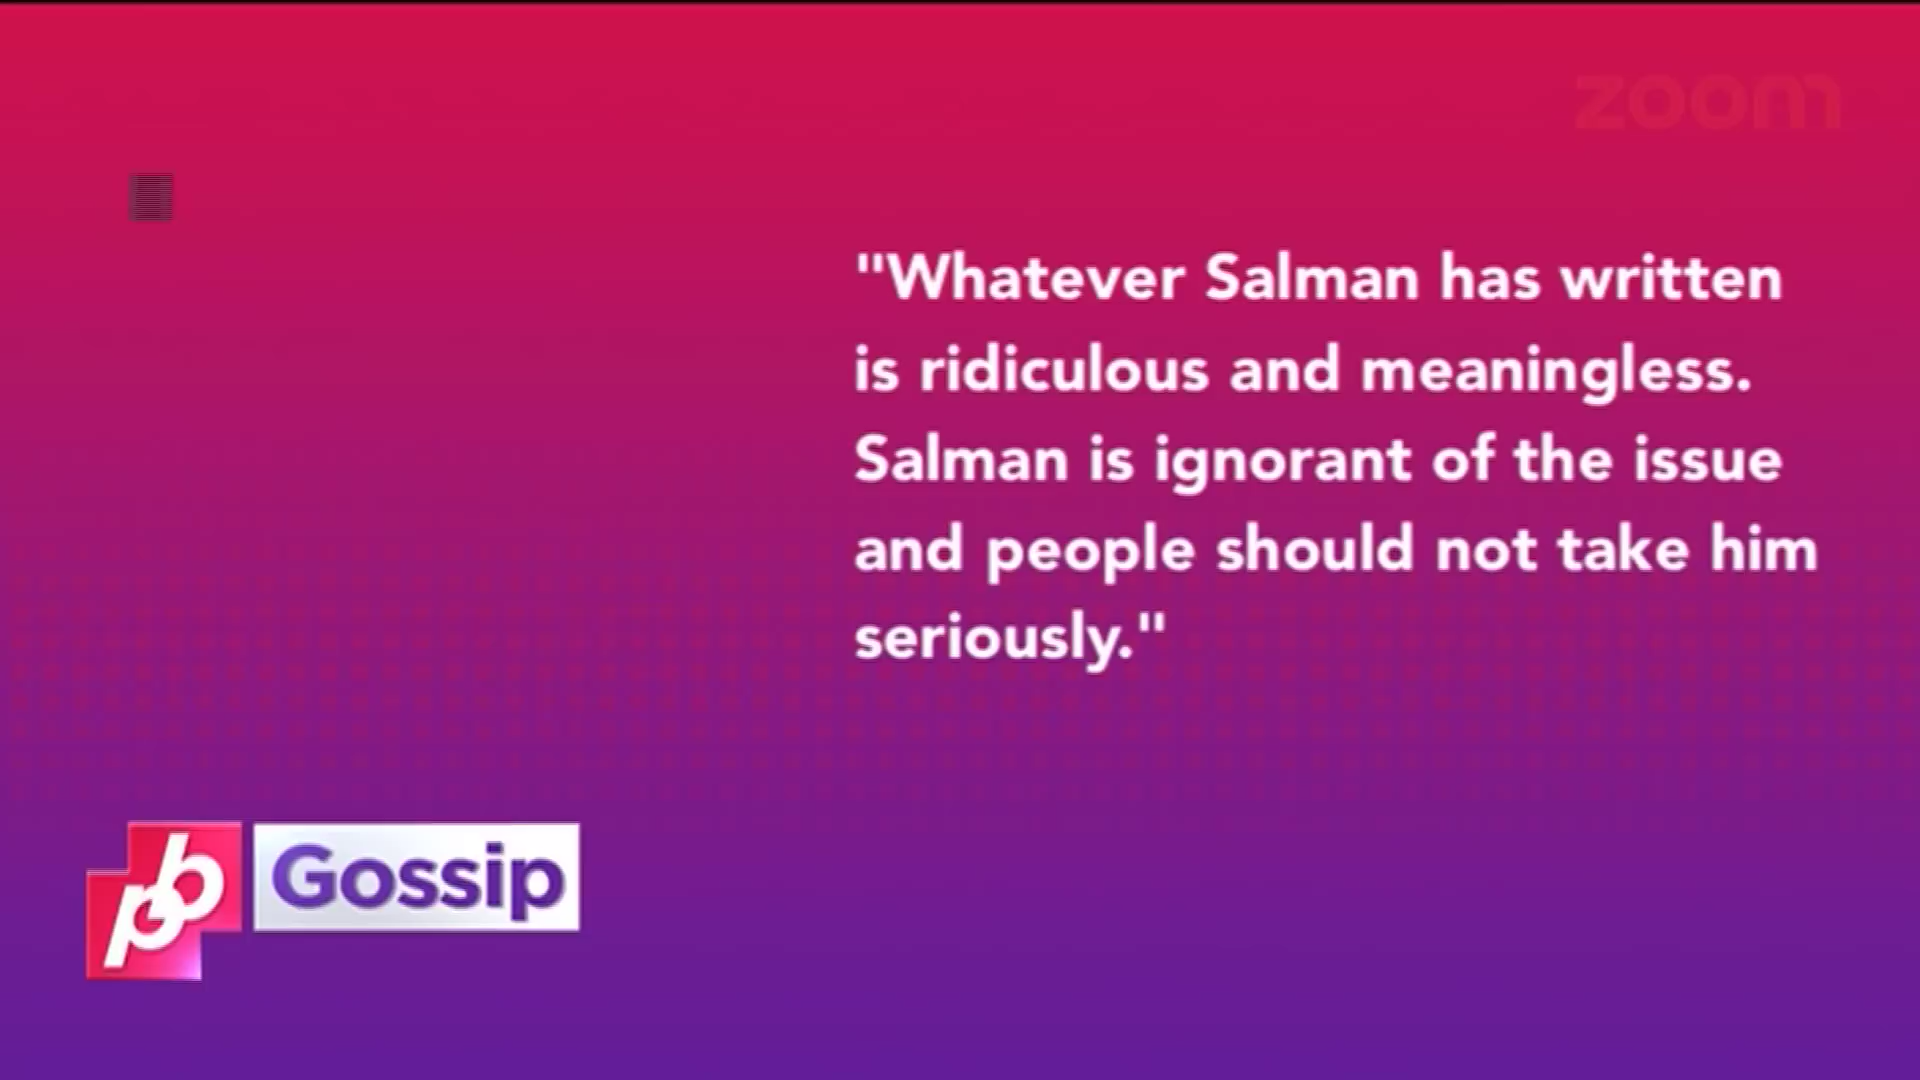 zoom
"Whatever Salman has written
is ridiculous and meaningless.
Salman is ignorant of the issue
and people should not take him
seriously."
pb Gossip